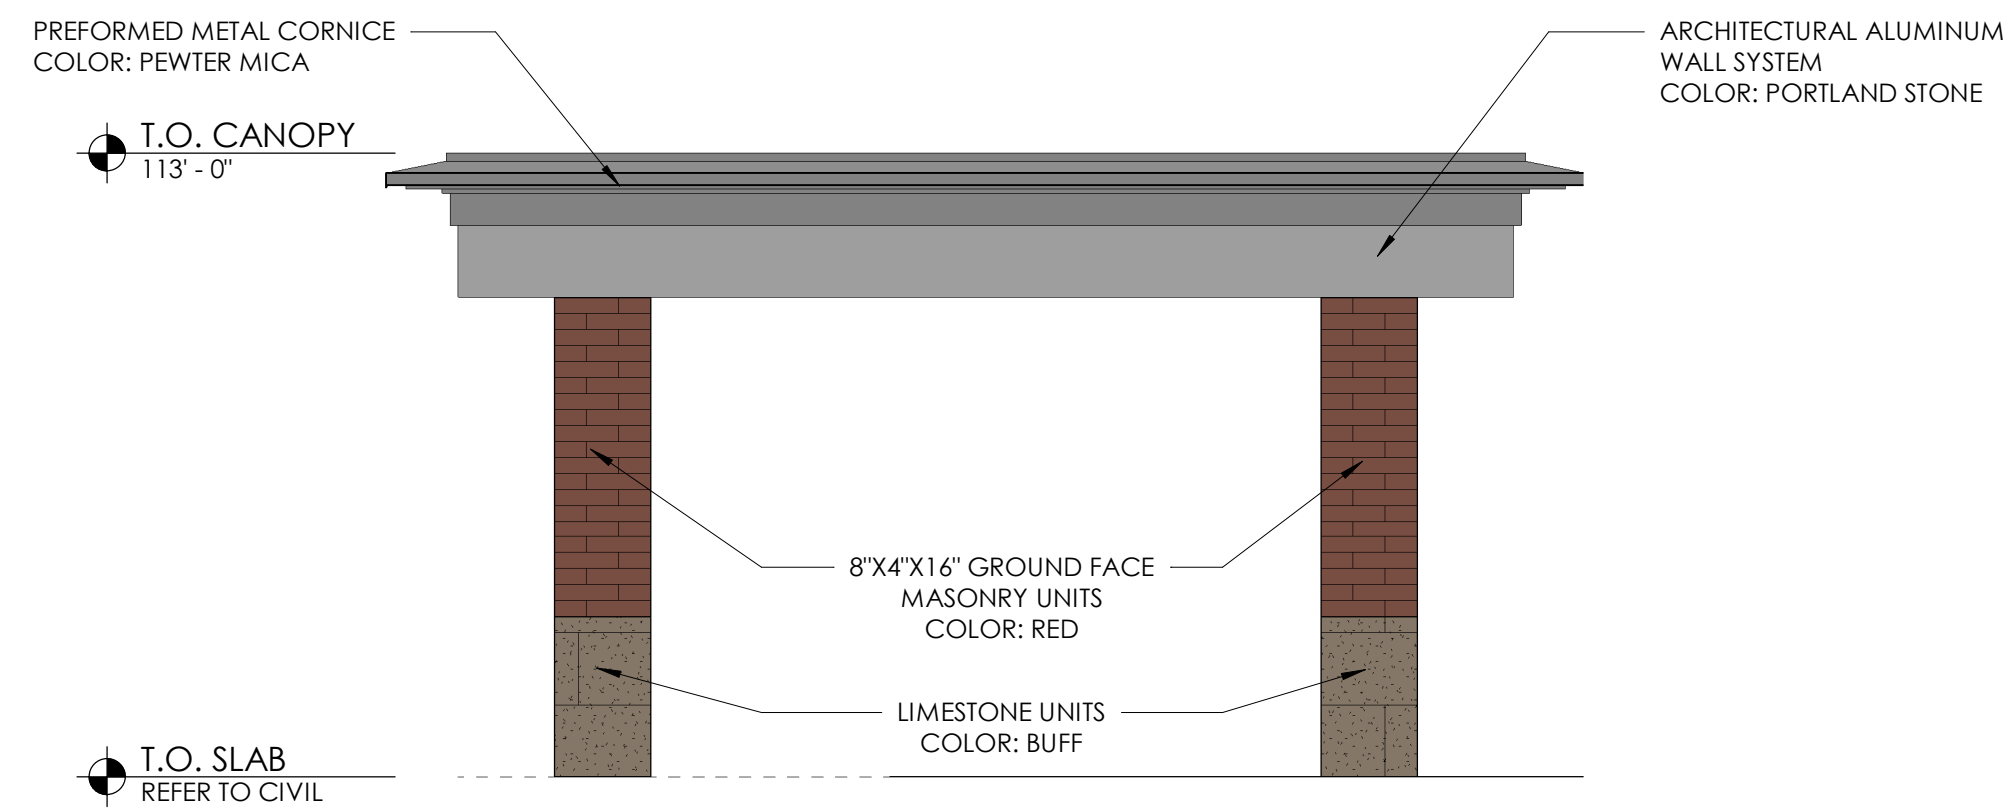 PREFORMED METAL CORNICE
COLOR: PEWTER MICA
ARCHITECTURAL ALUMINUM
WALL SYSTEM
COLOR: PORTLAND STONE
T.O. CANOPY
113' - 0"
8"X4"X16" GROUND FACE
MASONRY UNITS
COLOR: RED
LIMESTONE UNITS
COLOR: BUFF
T.O. SLAB
REFER TO CIVIL